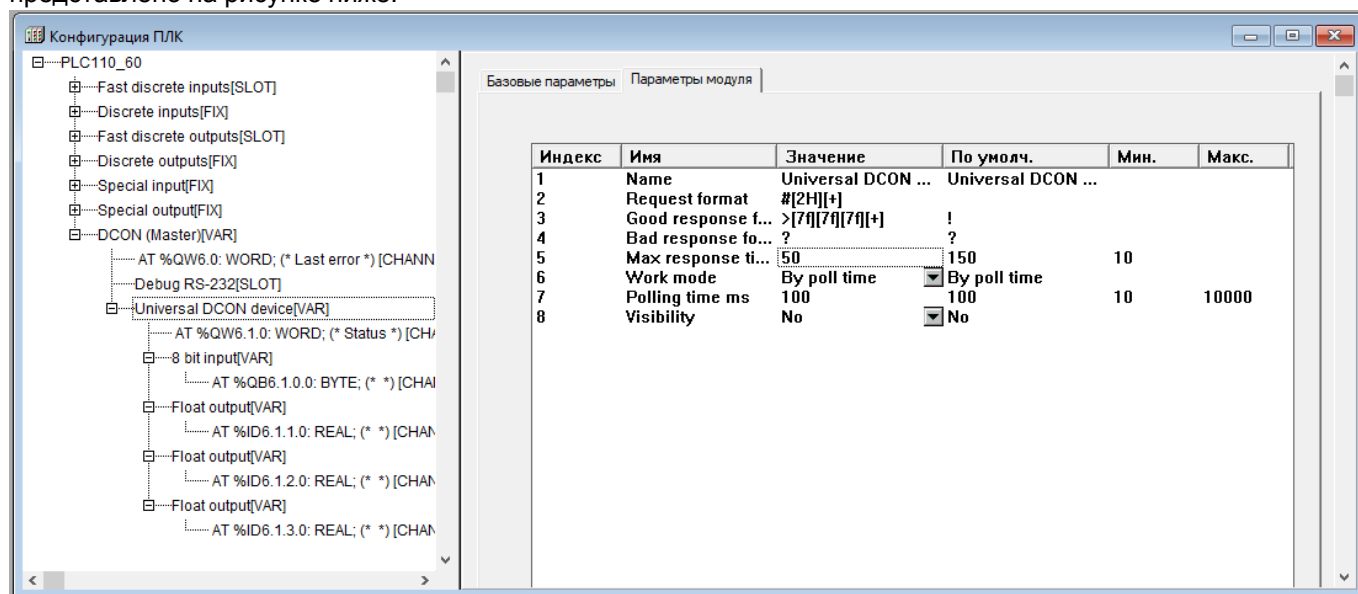 представлено на рисунке ниже.
Конфигурация ПЛК
PLC110_60
Fast discrete inputs[SLOT]
Discrete inputs[FIX]
Fast discrete outputs[SLOT]
Discrete outputs[FIX]
Special input[FIX]
Special output[FIX]
DCON (Master)[VAR]
AT %QW6.0: WORD; (* Last error *) [CHANN
Debug RS-232[SLOT]
Universal DCON device[VAR]
AT %QW6.1.0: WORD; (* Status *) [CHA
8 bit input[VAR]
AT %QB6.1.0.0: BYTE; (* *) [CHAI
Float output[VAR]
AT %ID6.1.1.0: REAL; (* *) [CHAN
Float output[VAR]
AT %ID6.1.2.0: REAL; (* *) [CHAN
Float output[VAR]
AT %ID6.1.3.0: REAL; (* *) [CHAN
Базовые параметры Параметры модуля
Индекс Имя Значение По умолч. Мин. Макс.
1 Name Universal DCON ... Universal DCON ...
2 Request format #[2H][+]
3 Good response f... >[7f][7f][7f][+] !
4 Bad response fo... ? ?
5 Max response ti... 50 150 10
6 Work mode By poll time By poll time
7 Polling time ms 100 100 10 10000
8 Visibility No No